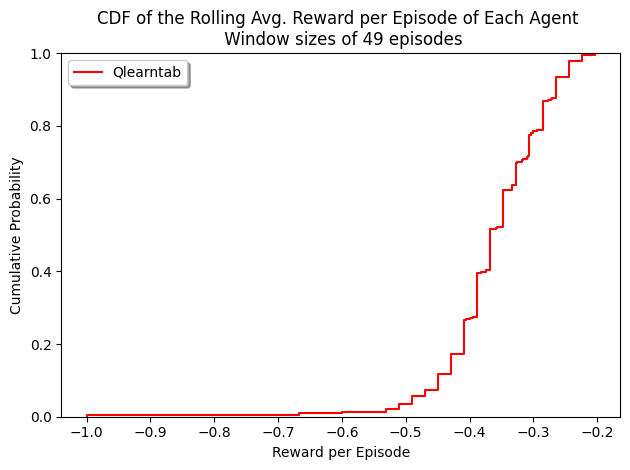 CDF of the Rolling Avg. Reward per Episode of Each Agent
Window sizes of 49 episodes
Qlearntab
Cumulative Probability
1.0
0.8
0.6
0.4
0.2
0.0
−1.0 −0.9 −0.8 −0.7 −0.6 −0.5 −0.4 −0.3 −0.2
Reward per Episode